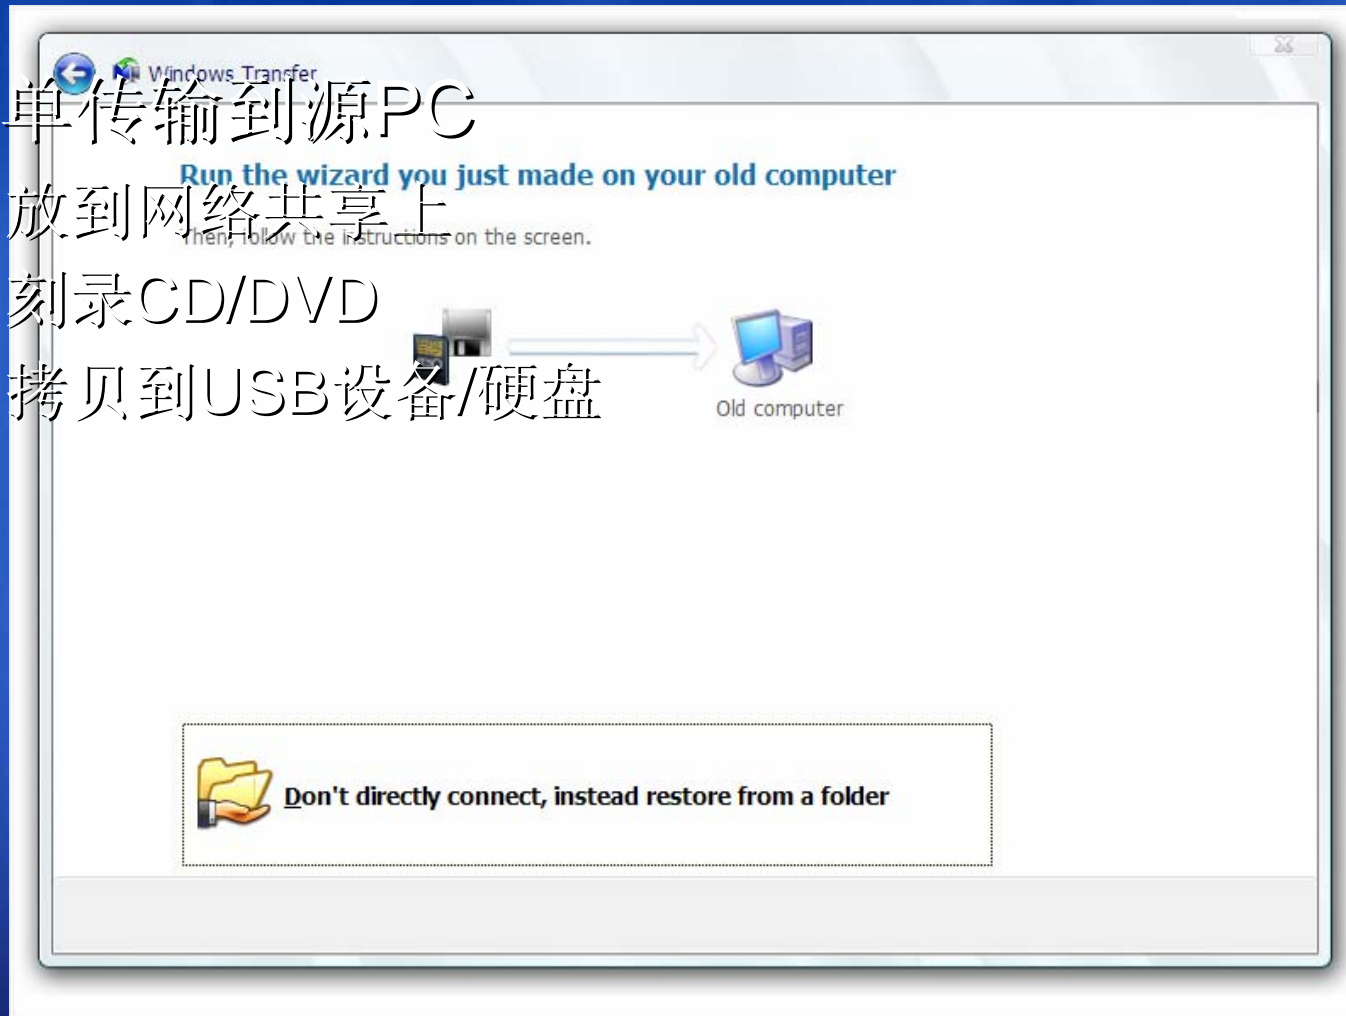 Windows Transfer
单传输到源PC
Run the wizard you just made on your old computer
放到网络共享上
Then, follow the instructions on the screen.
刻录CD/DVD
拷贝到USB设备/硬盘
Old computer
Don't directly connect, instead restore from a folder